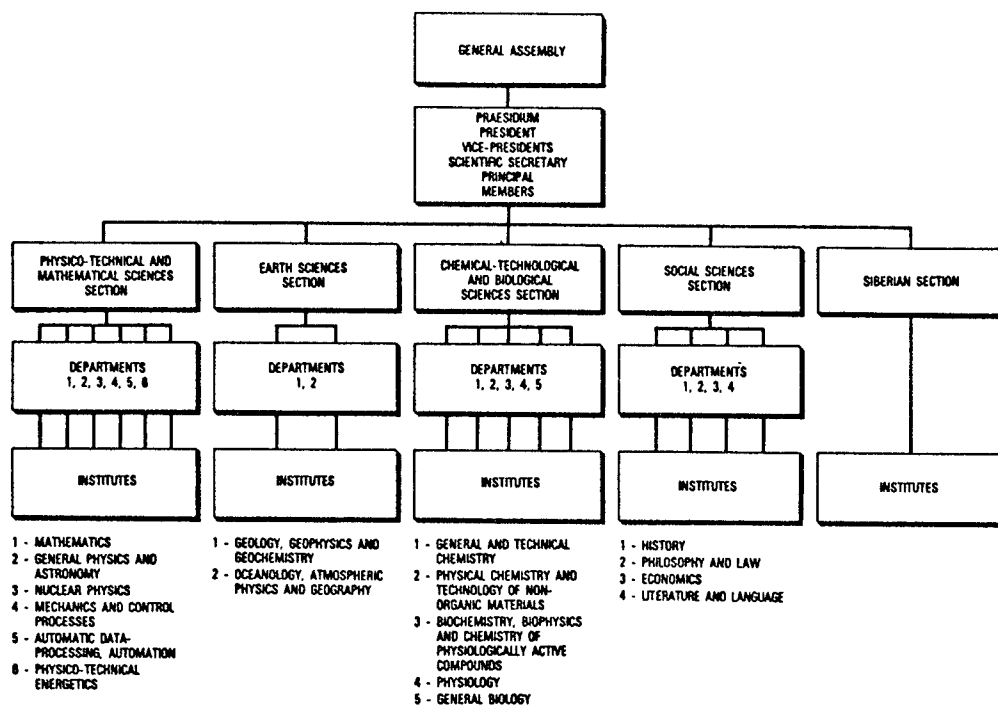 GENERAL ASSEMBLY
PRAESIDIUM
PRESIDENT
VICE-PRESIDENTS
SCIENTIFIC SECRETARY
PRINCIPAL
MEMBERS
PHYSICO-TECHNICAL AND
MATHEMATICAL SCIENCES
SECTION
EARTH SCIENCES
SECTION
CHEMICAL-TECHNOLOGICAL
AND BIOLOGICAL
SCIENCES SECTION
SOCIAL SCIENCES
SECTION
SIBERIAN SECTION
DEPARTMENTS
1, 2, 3, 4, 5, 6
DEPARTMENTS
1, 2
DEPARTMENTS
1, 2, 3, 4, 5
DEPARTMENTS
1, 2, 3, 4
INSTITUTES
INSTITUTES
INSTITUTES
INSTITUTES
INSTITUTES
1 - MATHEMATICS
2 - GENERAL PHYSICS AND
ASTRONOMY
3 - NUCLEAR PHYSICS
4 - MECHANICS AND CONTROL
PROCESSES
5 - AUTOMATIC DATA-
PROCESSING, AUTOMATION
6 - PHYSICO-TECHNICAL
ENERGETICS
1 - GEOLOGY, GEOPHYSICS AND
GEOCHEMISTRY
2 - OCEANOLOGY, ATMOSPHERIC
PHYSICS AND GEOGRAPHY
1 - GENERAL AND TECHNICAL
CHEMISTRY
2 - PHYSICAL CHEMISTRY AND
TECHNOLOGY OF NON-
ORGANIC MATERIALS
3 - BIOCHEMISTRY, BIOPHYSICS
AND CHEMISTRY OF
PHYSIOLOGICALLY ACTIVE
COMPOUNDS
4 - PHYSIOLOGY
5 - GENERAL BIOLOGY
1 - HISTORY
2 - PHILOSOPHY AND LAW
3 - ECONOMICS
4 - LITERATURE AND LANGUAGE